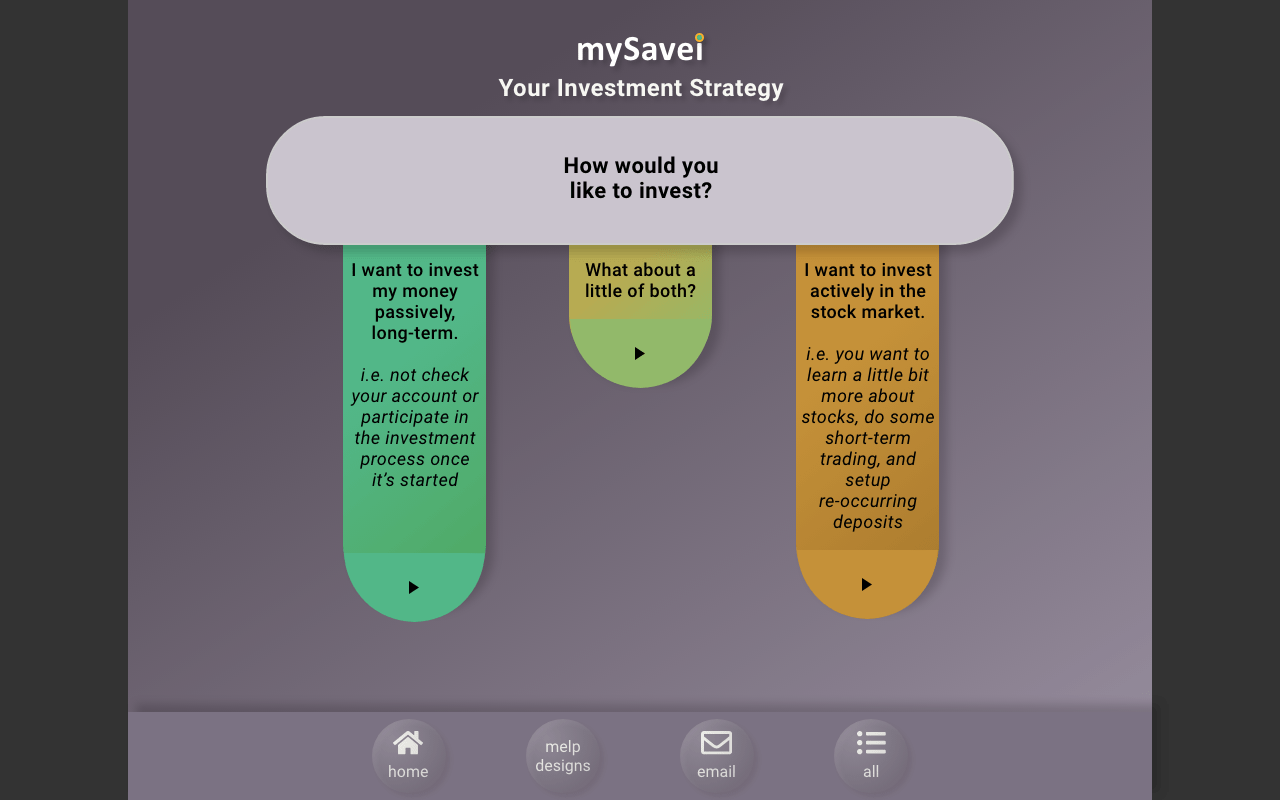 mySavei
Your Investment Strategy
How would you
like to invest?
I want to invest
my money
passively,
long-term.
i.e. not check
your account or
participate in
the investment
process once
it’s started
What about a
little of both?
I want to invest
actively in the
stock market.
i.e. you want to
learn a little bit
more about
stocks, do some
short-term
trading, and
setup
re-occurring
deposits
home
melp
designs
email
all